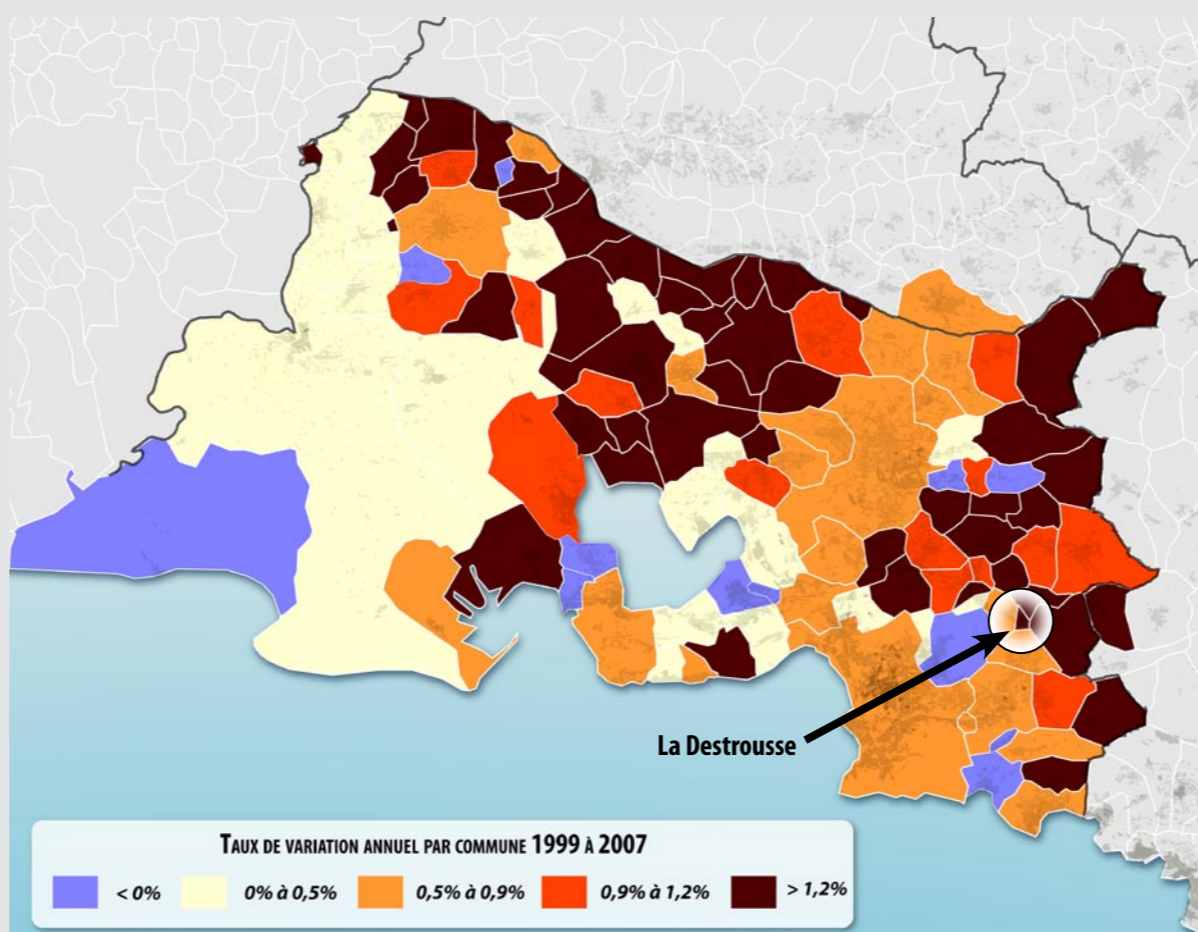 La Destrousse
TAUX DE VARIATION ANNUEL PAR COMMUNE 1999 À 2007
< 0%
0% à 0,5%
0,5% à 0,9%
0,9% à 1,2%
> 1,2%